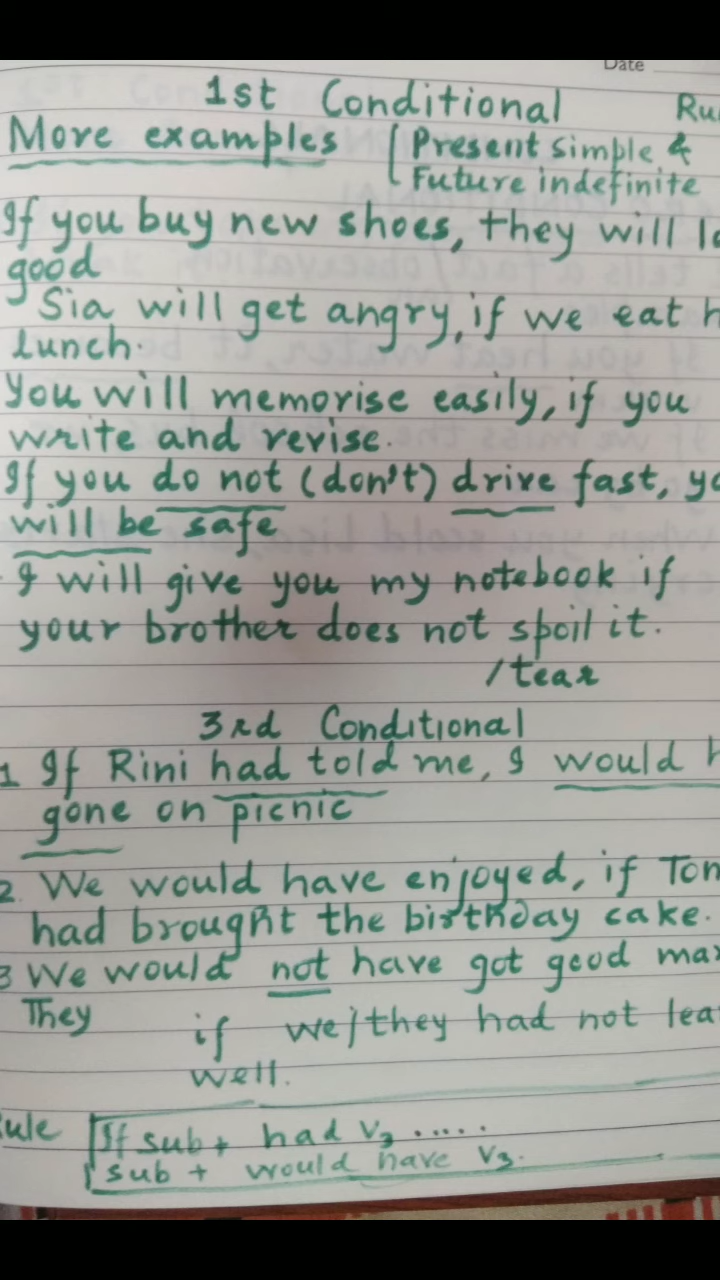 Date
1st Conditional
More examples [Present simple &
Future indefinite
If you buy new shoes, they will
good
Sia will get angry, if we eat
lunch.
You will memorise easily, if you
write and revise.
If you do not (don't) drive fast,
will be safe
I will give you my notebook if
your brother does not spoil it.
/tear
3rd Conditional
1 If Rini had told me, I would
gone on picnic
2. We would have enjoyed, if
had brought the birthday cake.
3 We would not have got good
They if we/they had not
well.
If sub + had V3 .....
sub + would have V3.